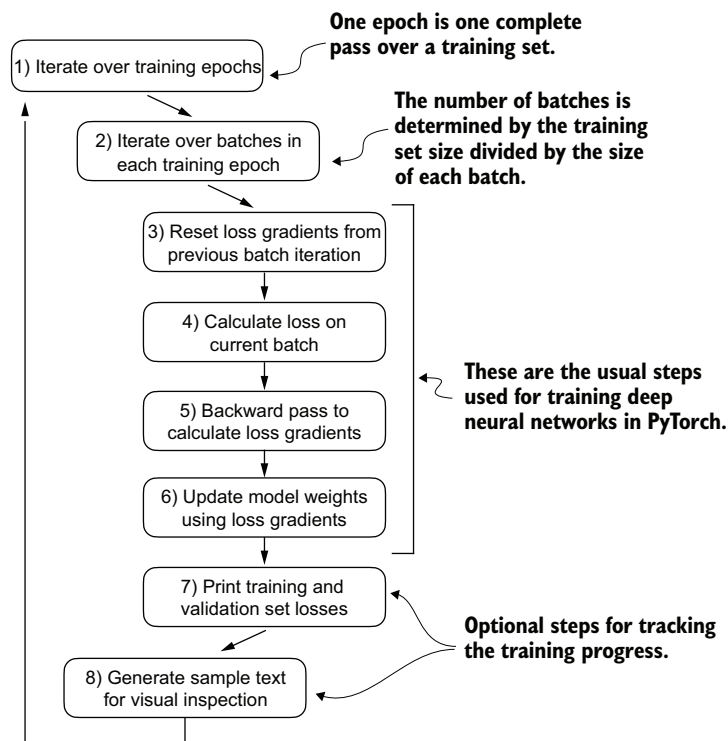 One epoch is one complete
pass over a training set.
1) Iterate over training epochs
The number of batches is
determined by the training
set size divided by the size
of each batch.
2) Iterate over batches in
each training epoch
3) Reset loss gradients from
previous batch iteration
4) Calculate loss on
current batch
These are the usual steps
used for training deep
neural networks in PyTorch.
5) Backward pass to
calculate loss gradients
6) Update model weights
using loss gradients
7) Print training and
validation set losses
Optional steps for tracking
the training progress.
8) Generate sample text
for visual inspection